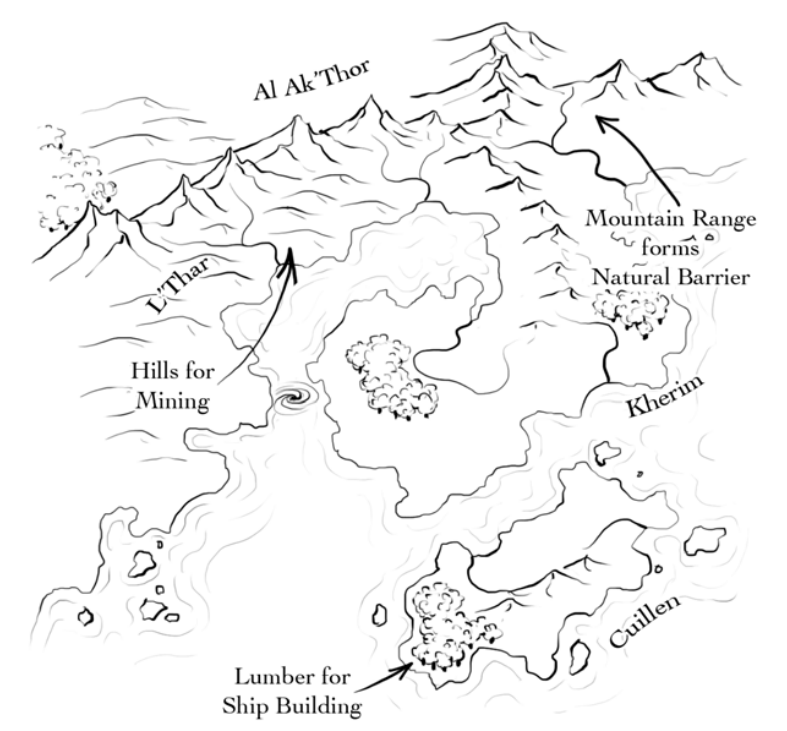 Al Ak'Thor
Mountain Range
forms
Natural Barrier
L'Thar
Hills for
Mining
Kherim
Cuillen
Lumber for
Ship Building